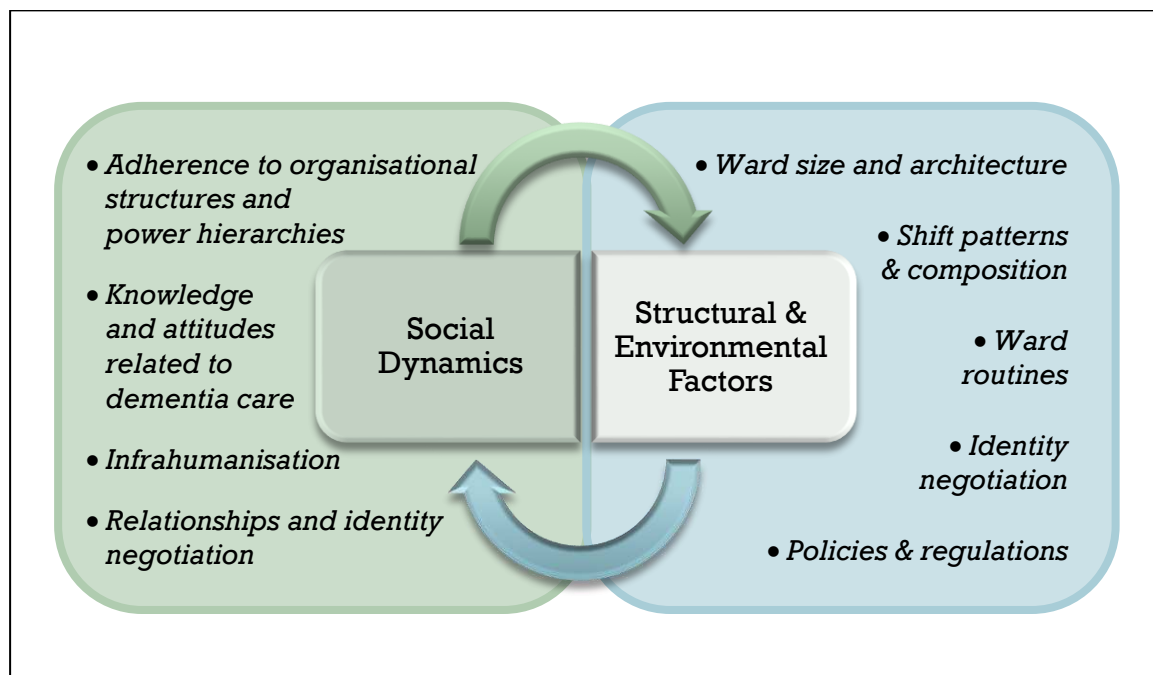 • Adherence to organisational
structures and
power hierarchies
• Knowledge
and attitudes
related to
dementia care
• Infrahumanisation
• Relationships and identity
negotiation
Social
Dynamics
Structural &
Environmental
Factors
• Ward size and architecture
• Shift patterns
& composition
• Ward
routines
• Identity
negotiation
• Policies & regulations